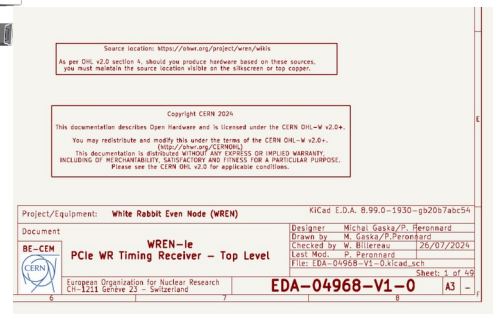 Source location: https://ohwr.org/project/wren/wikis
As per OHL v2.0 section 4, should you produce hardware based on these sources,
you must maintain the source location visible on the silkscreen or top copper.
Copyright CERN 2024
This documentation describes Open Hardware and is licensed under the CERN OHL-W v2.0+.
You may redistribute and modify this under the terms of the CERN OHL-W v2.0+.
(http://ohwr.org/CERNOHL)
This documentation is distributed WITHOUT ANY EXPRESS OR IMPLIED WARRANTY,
INCLUDING OF MERCHANTABILITY, SATISFACTORY AND FITNESS FOR A PARTICULAR PURPOSE.
Please see the CERN OHL v2.0 for applicable conditions.
E
Project/Equipment: White Rabbit Even Node (WREN)
KiCad E.D.A. 8.99.0-1930-gb20b7abc54
Document
Designer Michal Gaska/P. Peronnard
Drawn by M. Gaska/P.Peronnard
BE-CEM
WREN-Ie
PCIe WR Timing Receiver - Top Level
Checked by W. Billereau 26/07/2024
Last Mod. P. Peronnard
File: EDA-04968-V1-0.kicad_sch
Sheet: 1 of 49
CERN
European Organization for Nuclear Research
CH-1211 Genève 23 - Switzerland
EDA-04968-V1-0
A3 -
F
6 7 8